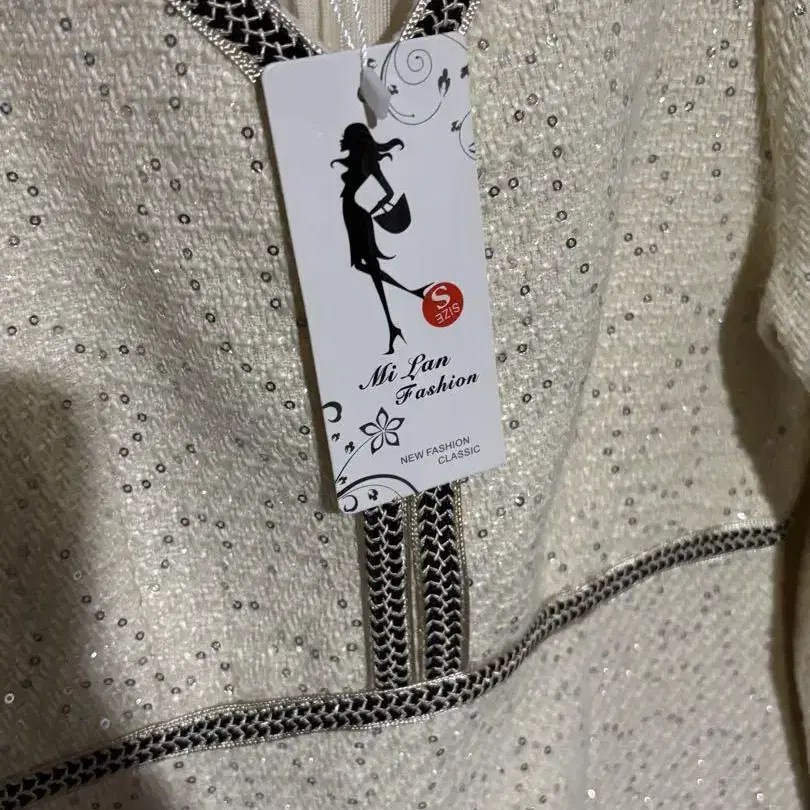 S
SIZE
Mi Lan
Fashion
NEW FASHION
CLASSIC